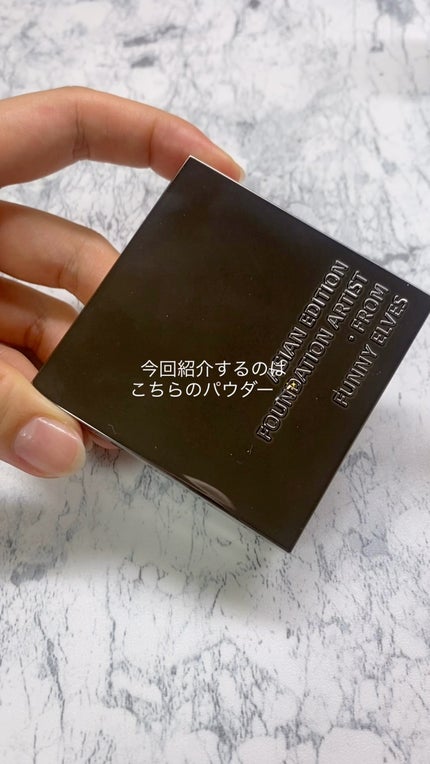 今回紹介するのは
こちらのパウダー
ASIAN EDITION
FOUNDATION ARTIST
· FROM
FUNNY ELVES